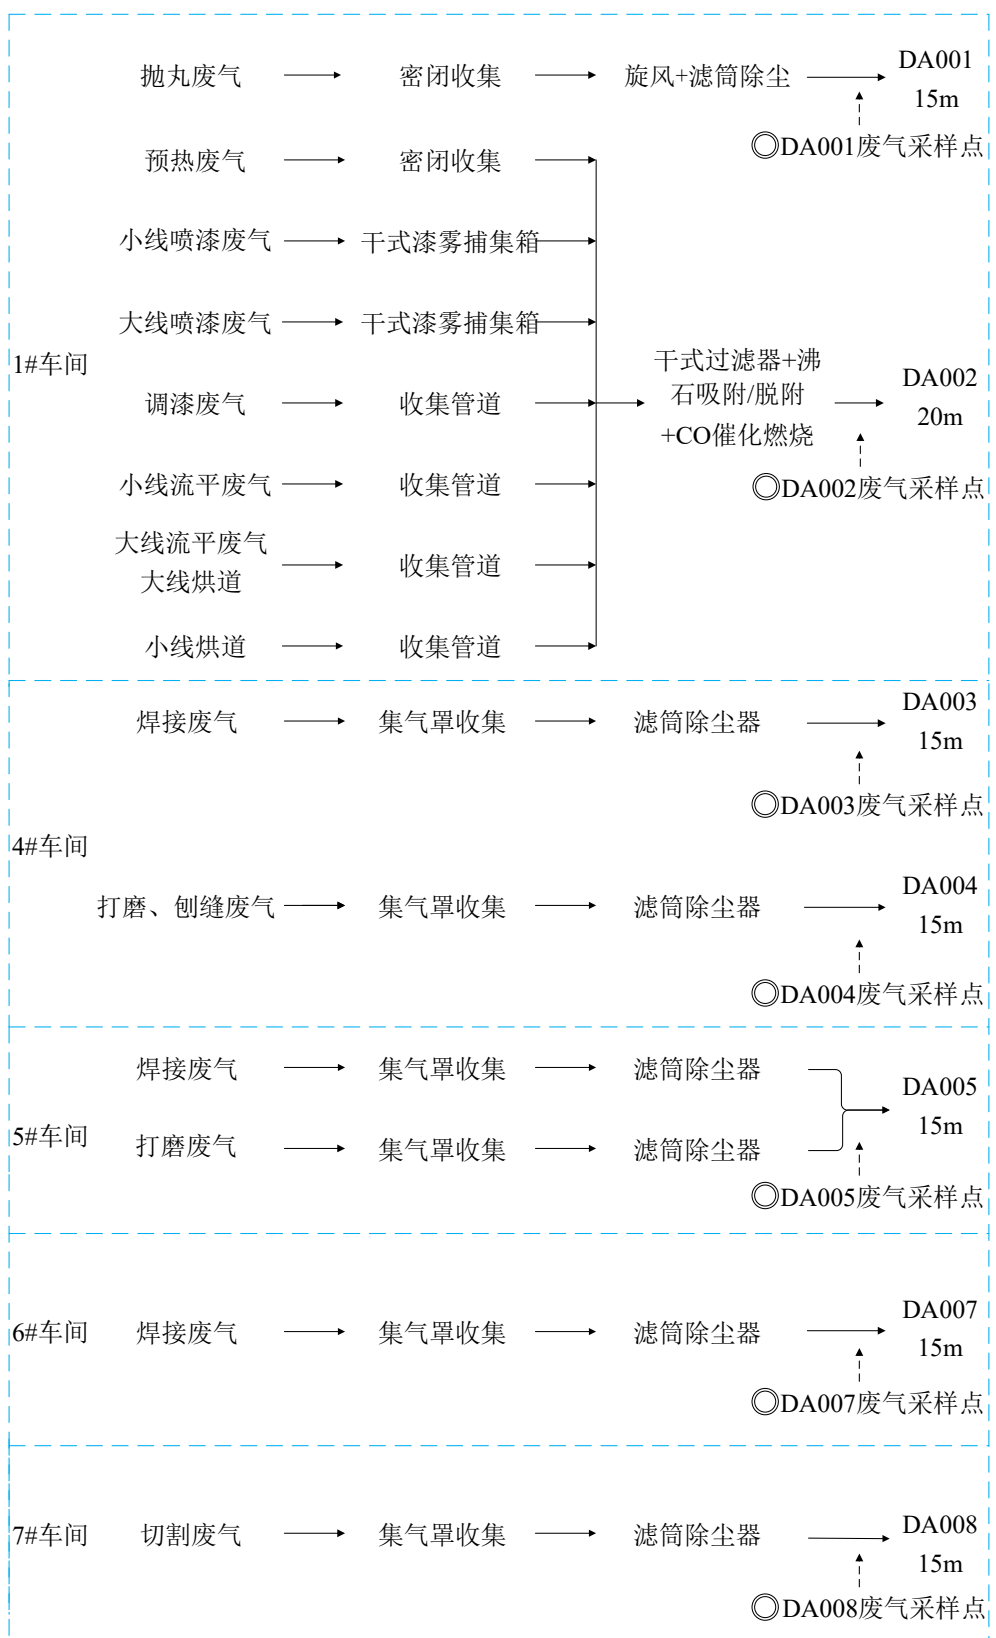 抛丸废气
密闭收集
旋风+滤筒除尘
DA001
15m
◎DA001废气采样点
预热废气
密闭收集
小线喷漆废气
干式漆雾捕集箱
大线喷漆废气
干式漆雾捕集箱
1#车间
调漆废气
收集管道
干式过滤器+沸
石吸附/脱附
+CO催化燃烧
DA002
20m
◎DA002废气采样点
小线流平废气
收集管道
大线流平废气
大线烘道
收集管道
小线烘道
收集管道
4#车间
焊接废气
集气罩收集
滤筒除尘器
DA003
15m
◎DA003废气采样点
打磨、刨缝废气
集气罩收集
滤筒除尘器
DA004
15m
◎DA004废气采样点
5#车间
焊接废气
集气罩收集
滤筒除尘器
打磨废气
集气罩收集
滤筒除尘器
DA005
15m
◎DA005废气采样点
6#车间
焊接废气
集气罩收集
滤筒除尘器
DA007
15m
◎DA007废气采样点
7#车间
切割废气
集气罩收集
滤筒除尘器
DA008
15m
◎DA008废气采样点